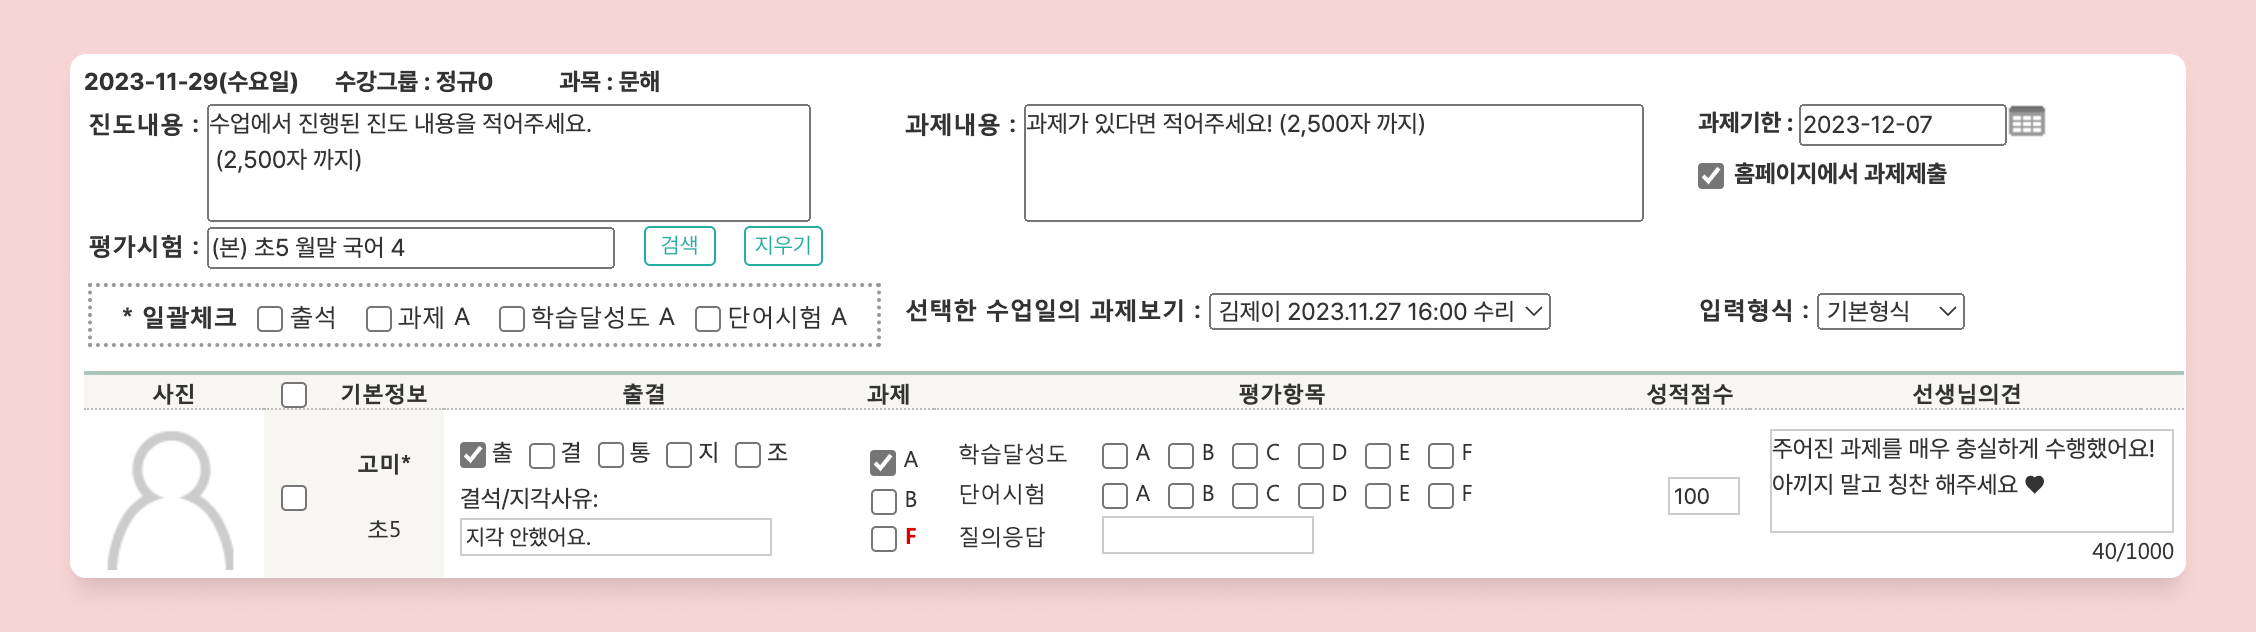 2023-11-29(수요일) 수강그룹 : 정규0 과목 : 문해
진도내용 : 수업에서 진행된 진도 내용을 적어주세요.
(2,500자 까지)
과제내용 : 과제가 있다면 적어주세요! (2,500자 까지)
과제기한 : 2023-12-07
홈페이지에서 과제제출
평가시험 : (본) 초5 월말 국어 4 검색 지우기
* 일괄체크 출석 과제 A 학습달성도 A 단어시험 A
선택한 수업일의 과제보기 : 김제이 2023.11.27 16:00 수리
입력형식 : 기본형식
사진 기본정보 출결 과제 평가항목 성적점수 선생님의견
고미*
초5
출 결 통 지 조
결석/지각사유:
지각 안했어요.
A
B
F
학습달성도 A B C D E F
단어시험 A B C D E F
질의응답
100
주어진 과제를 매우 충실하게 수행했어요!
아끼지 말고 칭찬 해주세요 ♥
40/1000